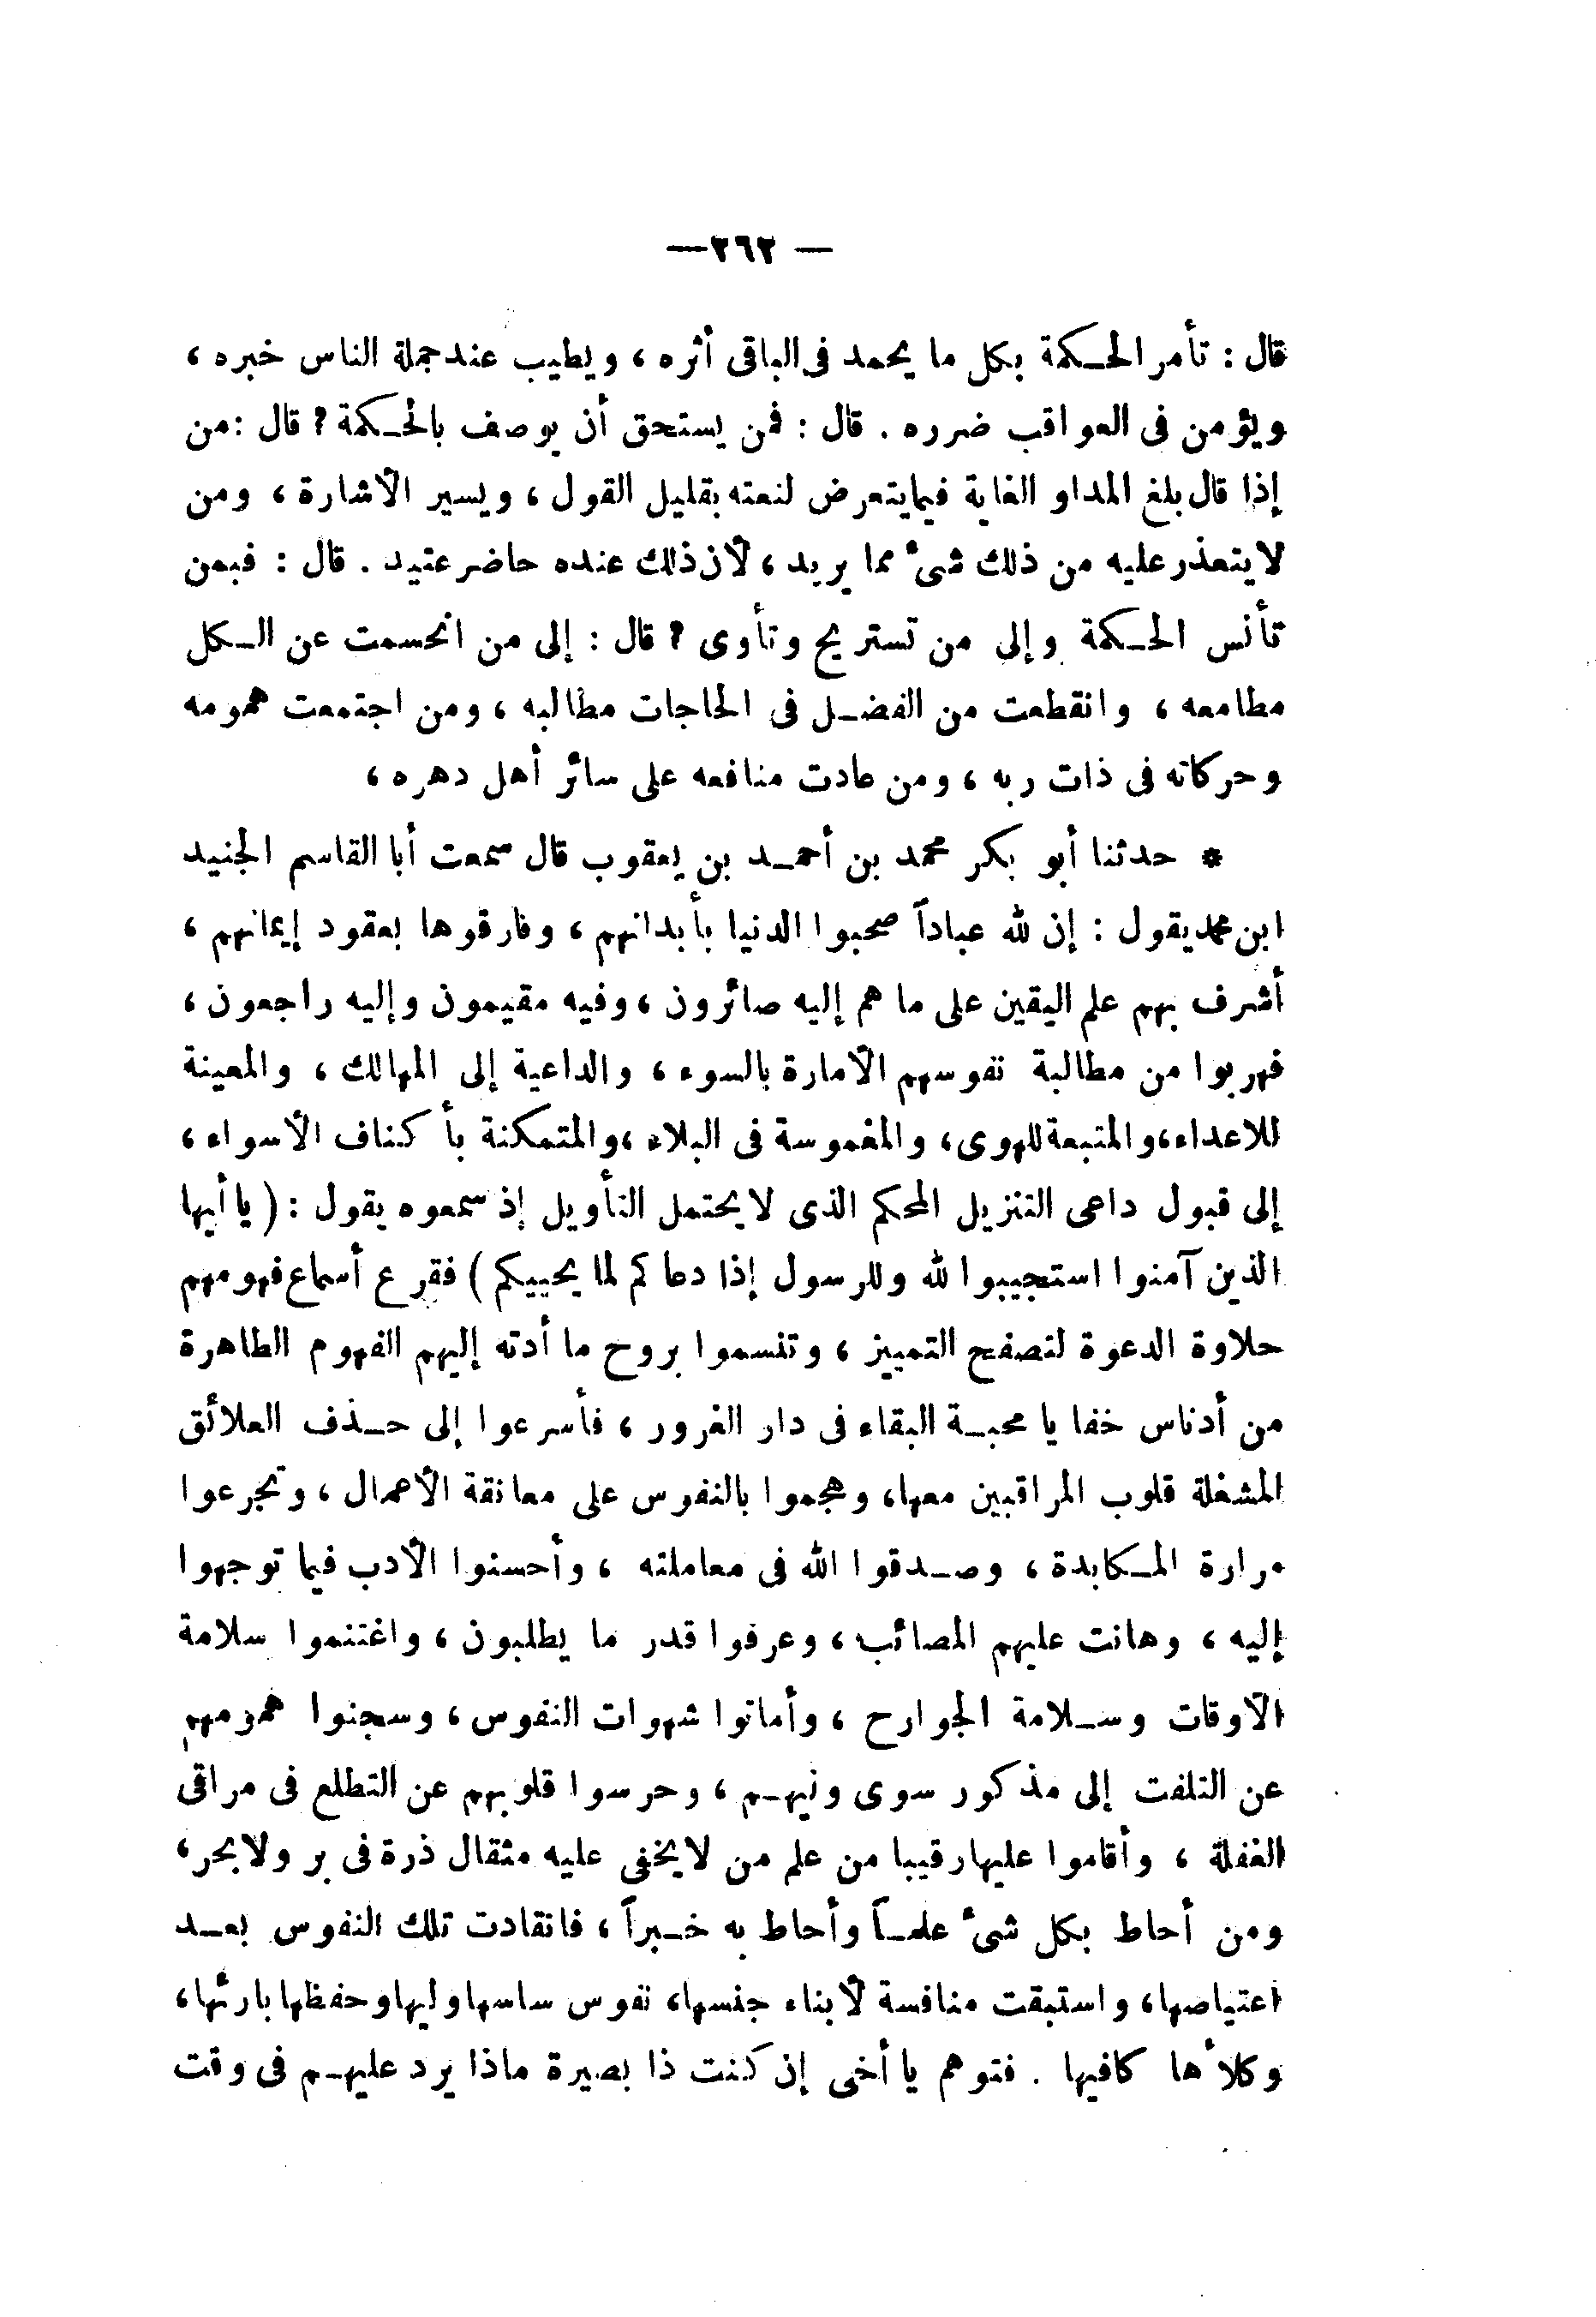 — ٢٦٢ —
قال : تأمر الحكمة بكل ما يحمد فى الباقى أثره ، ويطيب عند جملة الناس خبره ،
ويؤمن فى العواقب ضرره . قال : فمن يستحق أن يوصف بالحكمة ? قال : من
إذا قال بلغ المدا و الغاية فيما يتعرض لنعته بقليل القول ، ويسير الاشارة ، ومن
لا يتعذر عليه من ذلك شىء مما يريد ، لأن ذلك عنده حاضر عتيد . قال : فبمن
تأنس الحكمة وإلى من تستريح وتأوى ? قال : إلى من انحسمت عن الكل
مطامعه ، وانقطعت من الفضل فى الحاجات مطالبه ، ومن اجتمعت همومه
وحركاته فى ذات ربه ، ومن عادت منافعه على سائر أهل دهره ،
* حدثنا أبو بكر محمد بن أحمد بن يعقوب قال سمعت أبا القاسم الجنيد
ابن محمد يقول : إن لله عباداً صحبوا الدنيا بأبدانهم ، وفارقوها بعقود إيمانهم ،
أشرف بهم علم اليقين على ما هم إليه صائرون ، وفيه مقيمون وإليه راجعون ،
فهربوا من مطالبة نفوسهم الأمارة بالسوء ، والداعية إلى المهالك ، والمعينة
للاعداء ، والمتبعة للهوى ، والمغموسة فى البلاء ، والمتمكنة بأكناف الأسواء ،
إلى قبول داعى التنزيل المحكم الذى لا يحتمل التأويل إذ سمعوه يقول : ( يا أيها
الذين آمنوا استجيبوا لله وللرسول إذا دعاكم لما يحييكم ) فقرع أسماع فهومهم
حلاوة الدعوة لتصفح التمييز ، وتنسموا بروح ما أدته إليهم الفهوم الطاهرة
من أدناس خفايا محبة البقاء فى دار الغرور ، فأسرعوا إلى حذف العلائق
المشغلة قلوب المراقبين معها ، وهجموا بالنفوس على معانقة الأعمال ، وتجرعوا
مرارة المكابدة ، وصدقوا الله فى معاملته ، وأحسنوا الأدب فيما توجهوا
إليه ، وهانت عليهم المصائب ، وعرفوا قدر ما يطلبون ، واغتنموا سلامة
الأوقات وسلامة الجوارح ، وأماتوا شهوات النفوس ، وسجنوا همومهم
عن التلفت إلى مذكور سوى وليهم ، وحرسوا قلوبهم عن التطلع فى مراقى
الغفلة ، وأقاموا عليها رقيبا من علم من لا يخفى عليه مثقال ذرة فى بر ولا بحر ،
ومن أحاط بكل شىء علماً وأحاط به خبراً ، فانقادت تلك النفوس بعد
اعتياصها ، واستبقت منافسة لأبناء جنسها ، نفوس ساسها وليها وحفظها بارئها ،
وكلأها كافيها . فتوهم يا أخى إن كنت ذا بصيرة ماذا يرد عليهم فى وقت